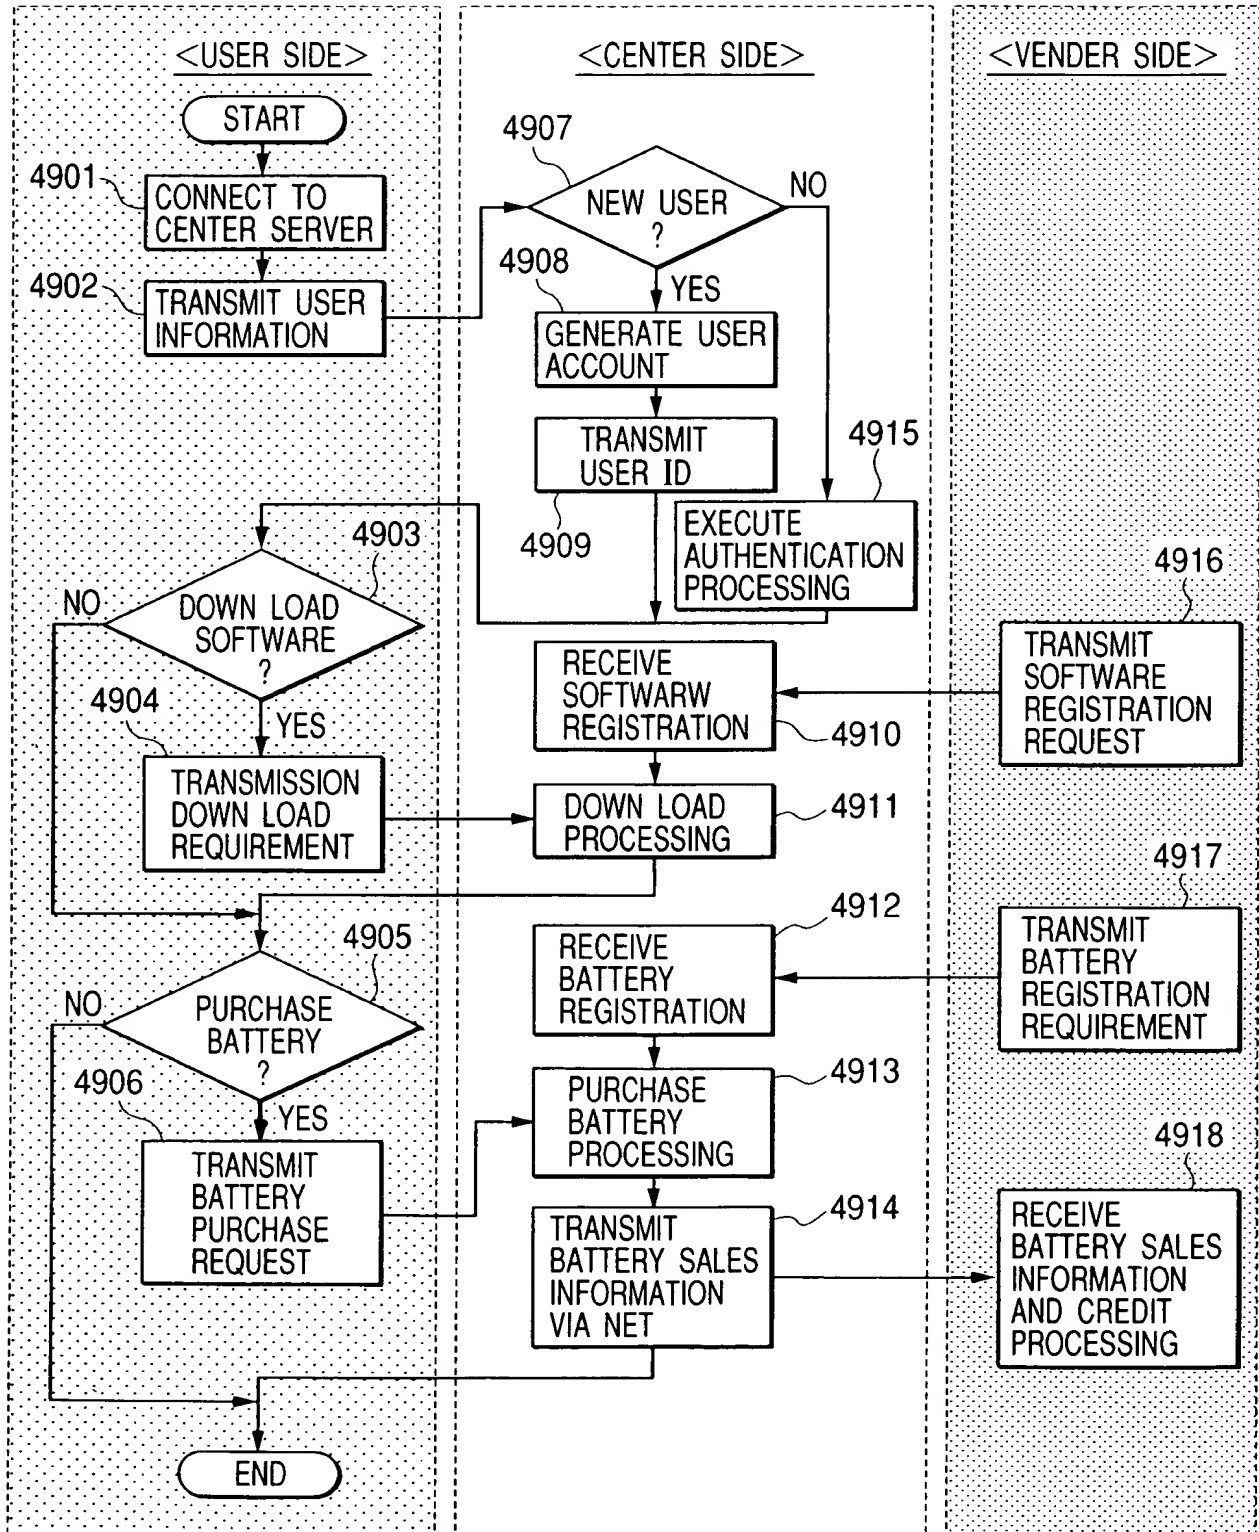 <USER SIDE>
START
4901
CONNECT TO
CENTER SERVER
4902
TRANSMIT USER
INFORMATION
4903
DOWN LOAD
SOFTWARE
?
NO
YES
4904
TRANSMISSION
DOWN LOAD
REQUIREMENT
4905
PURCHASE
BATTERY
?
NO
YES
4906
TRANSMIT
BATTERY
PURCHASE
REQUEST
END
<CENTER SIDE>
4907
NEW USER
?
NO
YES
4908
GENERATE USER
ACCOUNT
TRANSMIT
USER ID
4909
4915
EXECUTE
AUTHENTICATION
PROCESSING
RECEIVE
SOFTWARW
REGISTRATION
4910
DOWN LOAD
PROCESSING
4911
4912
RECEIVE
BATTERY
REGISTRATION
PURCHASE
BATTERY
PROCESSING
4913
TRANSMIT
BATTERY SALES
INFORMATION
VIA NET
4914
<VENDER SIDE>
4916
TRANSMIT
SOFTWARE
REGISTRATION
REQUEST
4917
TRANSMIT
BATTERY
REGISTRATION
REQUIREMENT
4918
RECEIVE
BATTERY SALES
INFORMATION
AND CREDIT
PROCESSING